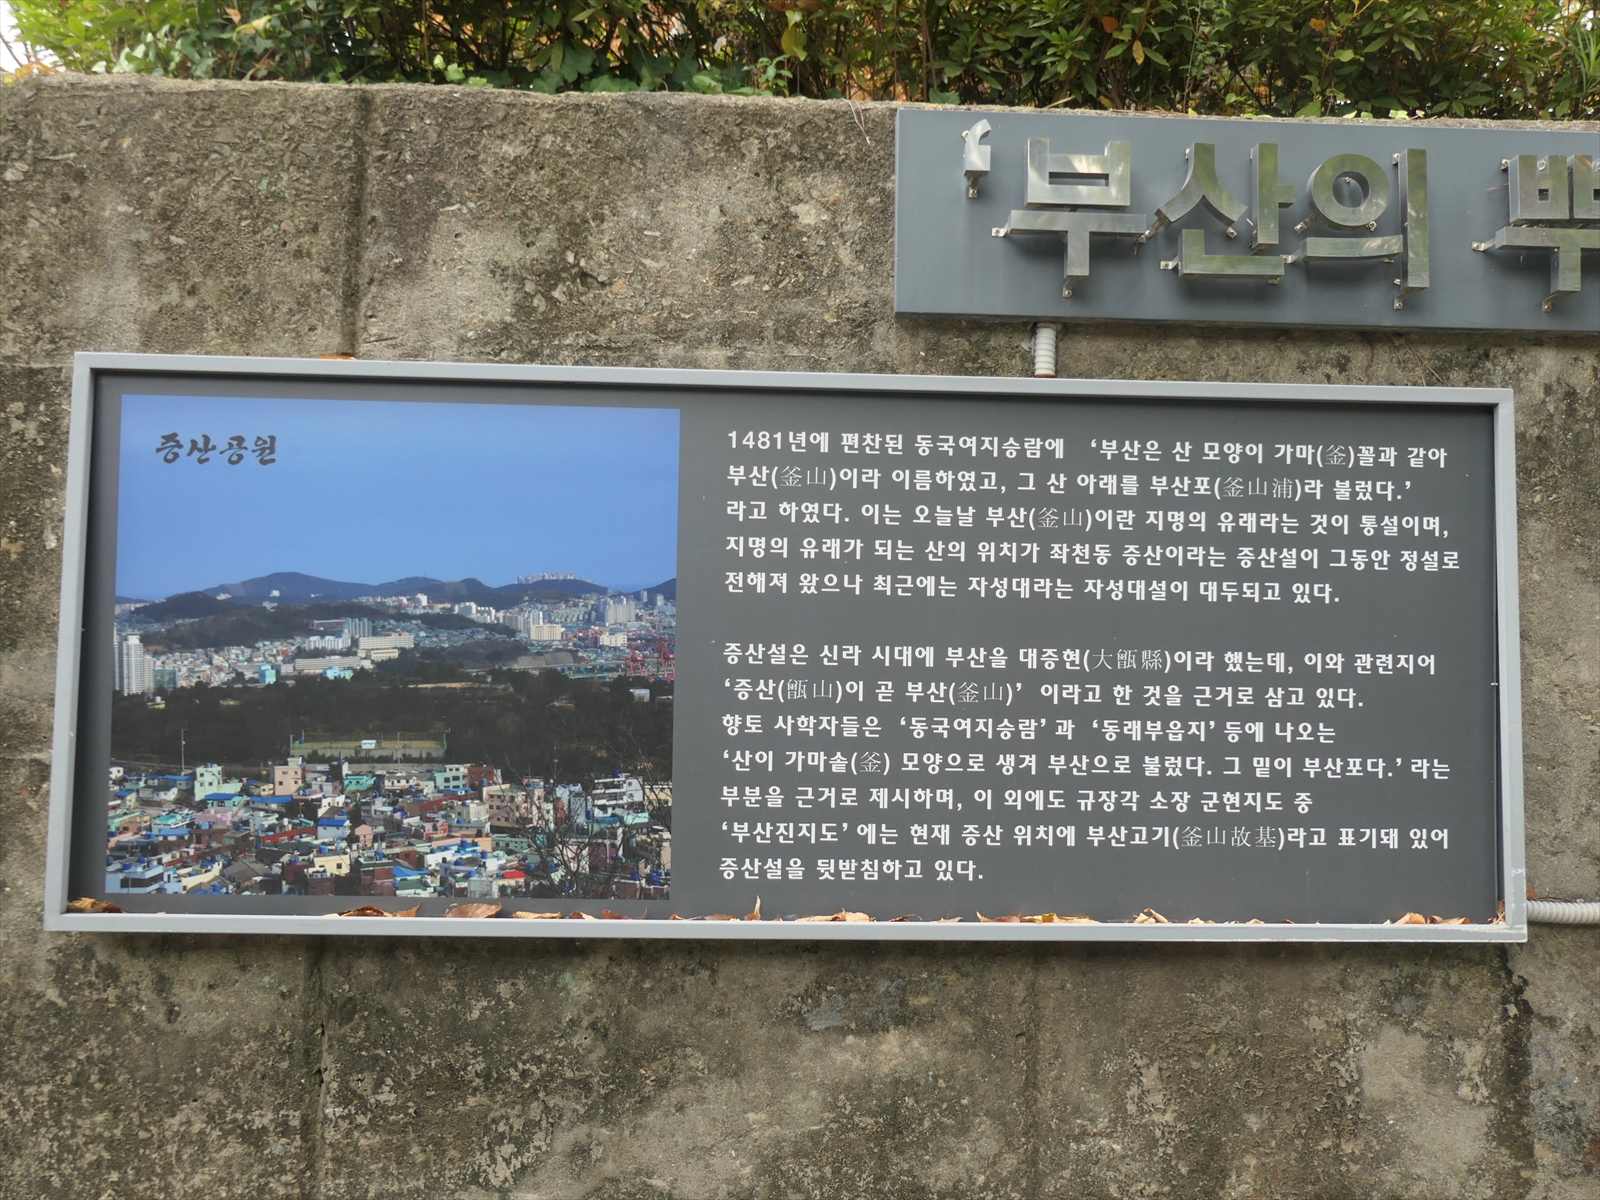 ‘부산의 뿌
증산공원
1481년에 편찬된 동국여지승람에 ‘부산은 산 모양이 가마(釜)꼴과 같아
부산(釜山)이라 이름하였고, 그 산 아래를 부산포(釜山浦)라 불렀다.’
라고 하였다. 이는 오늘날 부산(釜山)이란 지명의 유래라는 것이 통설이며,
지명의 유래가 되는 산의 위치가 좌천동 증산이라는 증산설이 그동안 정설로
전해져 왔으나 최근에는 자성대라는 자성대설이 대두되고 있다.
증산설은 신라 시대에 부산을 대증현(大甑縣)이라 했는데, 이와 관련지어
‘증산(甑山)이 곧 부산(釜山)’ 이라고 한 것을 근거로 삼고 있다.
향토 사학자들은 ‘동국여지승람’과 ‘동래부읍지’등에 나오는
‘산이 가마솥(釜) 모양으로 생겨 부산으로 불렀다. 그 밑이 부산포다.’라는
부분을 근거로 제시하며, 이 외에도 규장각 소장 군현지도 중
‘부산진지도’에는 현재 증산 위치에 부산고기(釜山故基)라고 표기돼 있어
증산설을 뒷받침하고 있다.